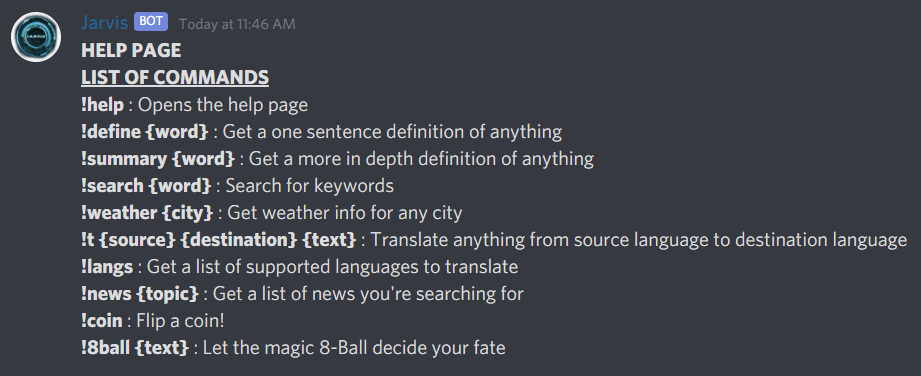 Jarvis BOT Today at 11:46 AM
HELP PAGE
LIST OF COMMANDS
!help : Opens the help page
!define {word} : Get a one sentence definition of anything
!summary {word} : Get a more in depth definition of anything
!search {word} : Search for keywords
!weather {city} : Get weather info for any city
!t {source} {destination} {text} : Translate anything from source language to destination language
!langs : Get a list of supported languages to translate
!news {topic} : Get a list of news you're searching for
!coin : Flip a coin!
!8ball {text} : Let the magic 8-Ball decide your fate